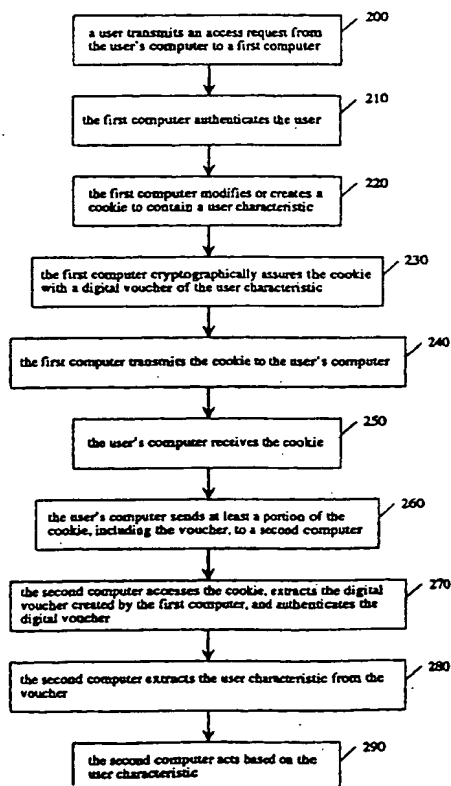 200
a user transmits an access request from
the user's computer to a first computer
210
the first computer authenticates the user
220
the first computer modifies or creates a
cookie to contain a user characteristic
230
the first computer cryptographically assures the cookie
with a digital voucher of the user characteristic
240
the first computer transmits the cookie to the user's computer
250
the user's computer receives the cookie
260
the user's computer sends at least a portion of the
cookie, including the voucher, to a second computer
270
the second computer accesses the cookie, extracts the digital
voucher created by the first computer, and authenticates the
digital voucher
280
the second computer extracts the user characteristic from the
voucher
290
the second computer acts based on the
user characteristic